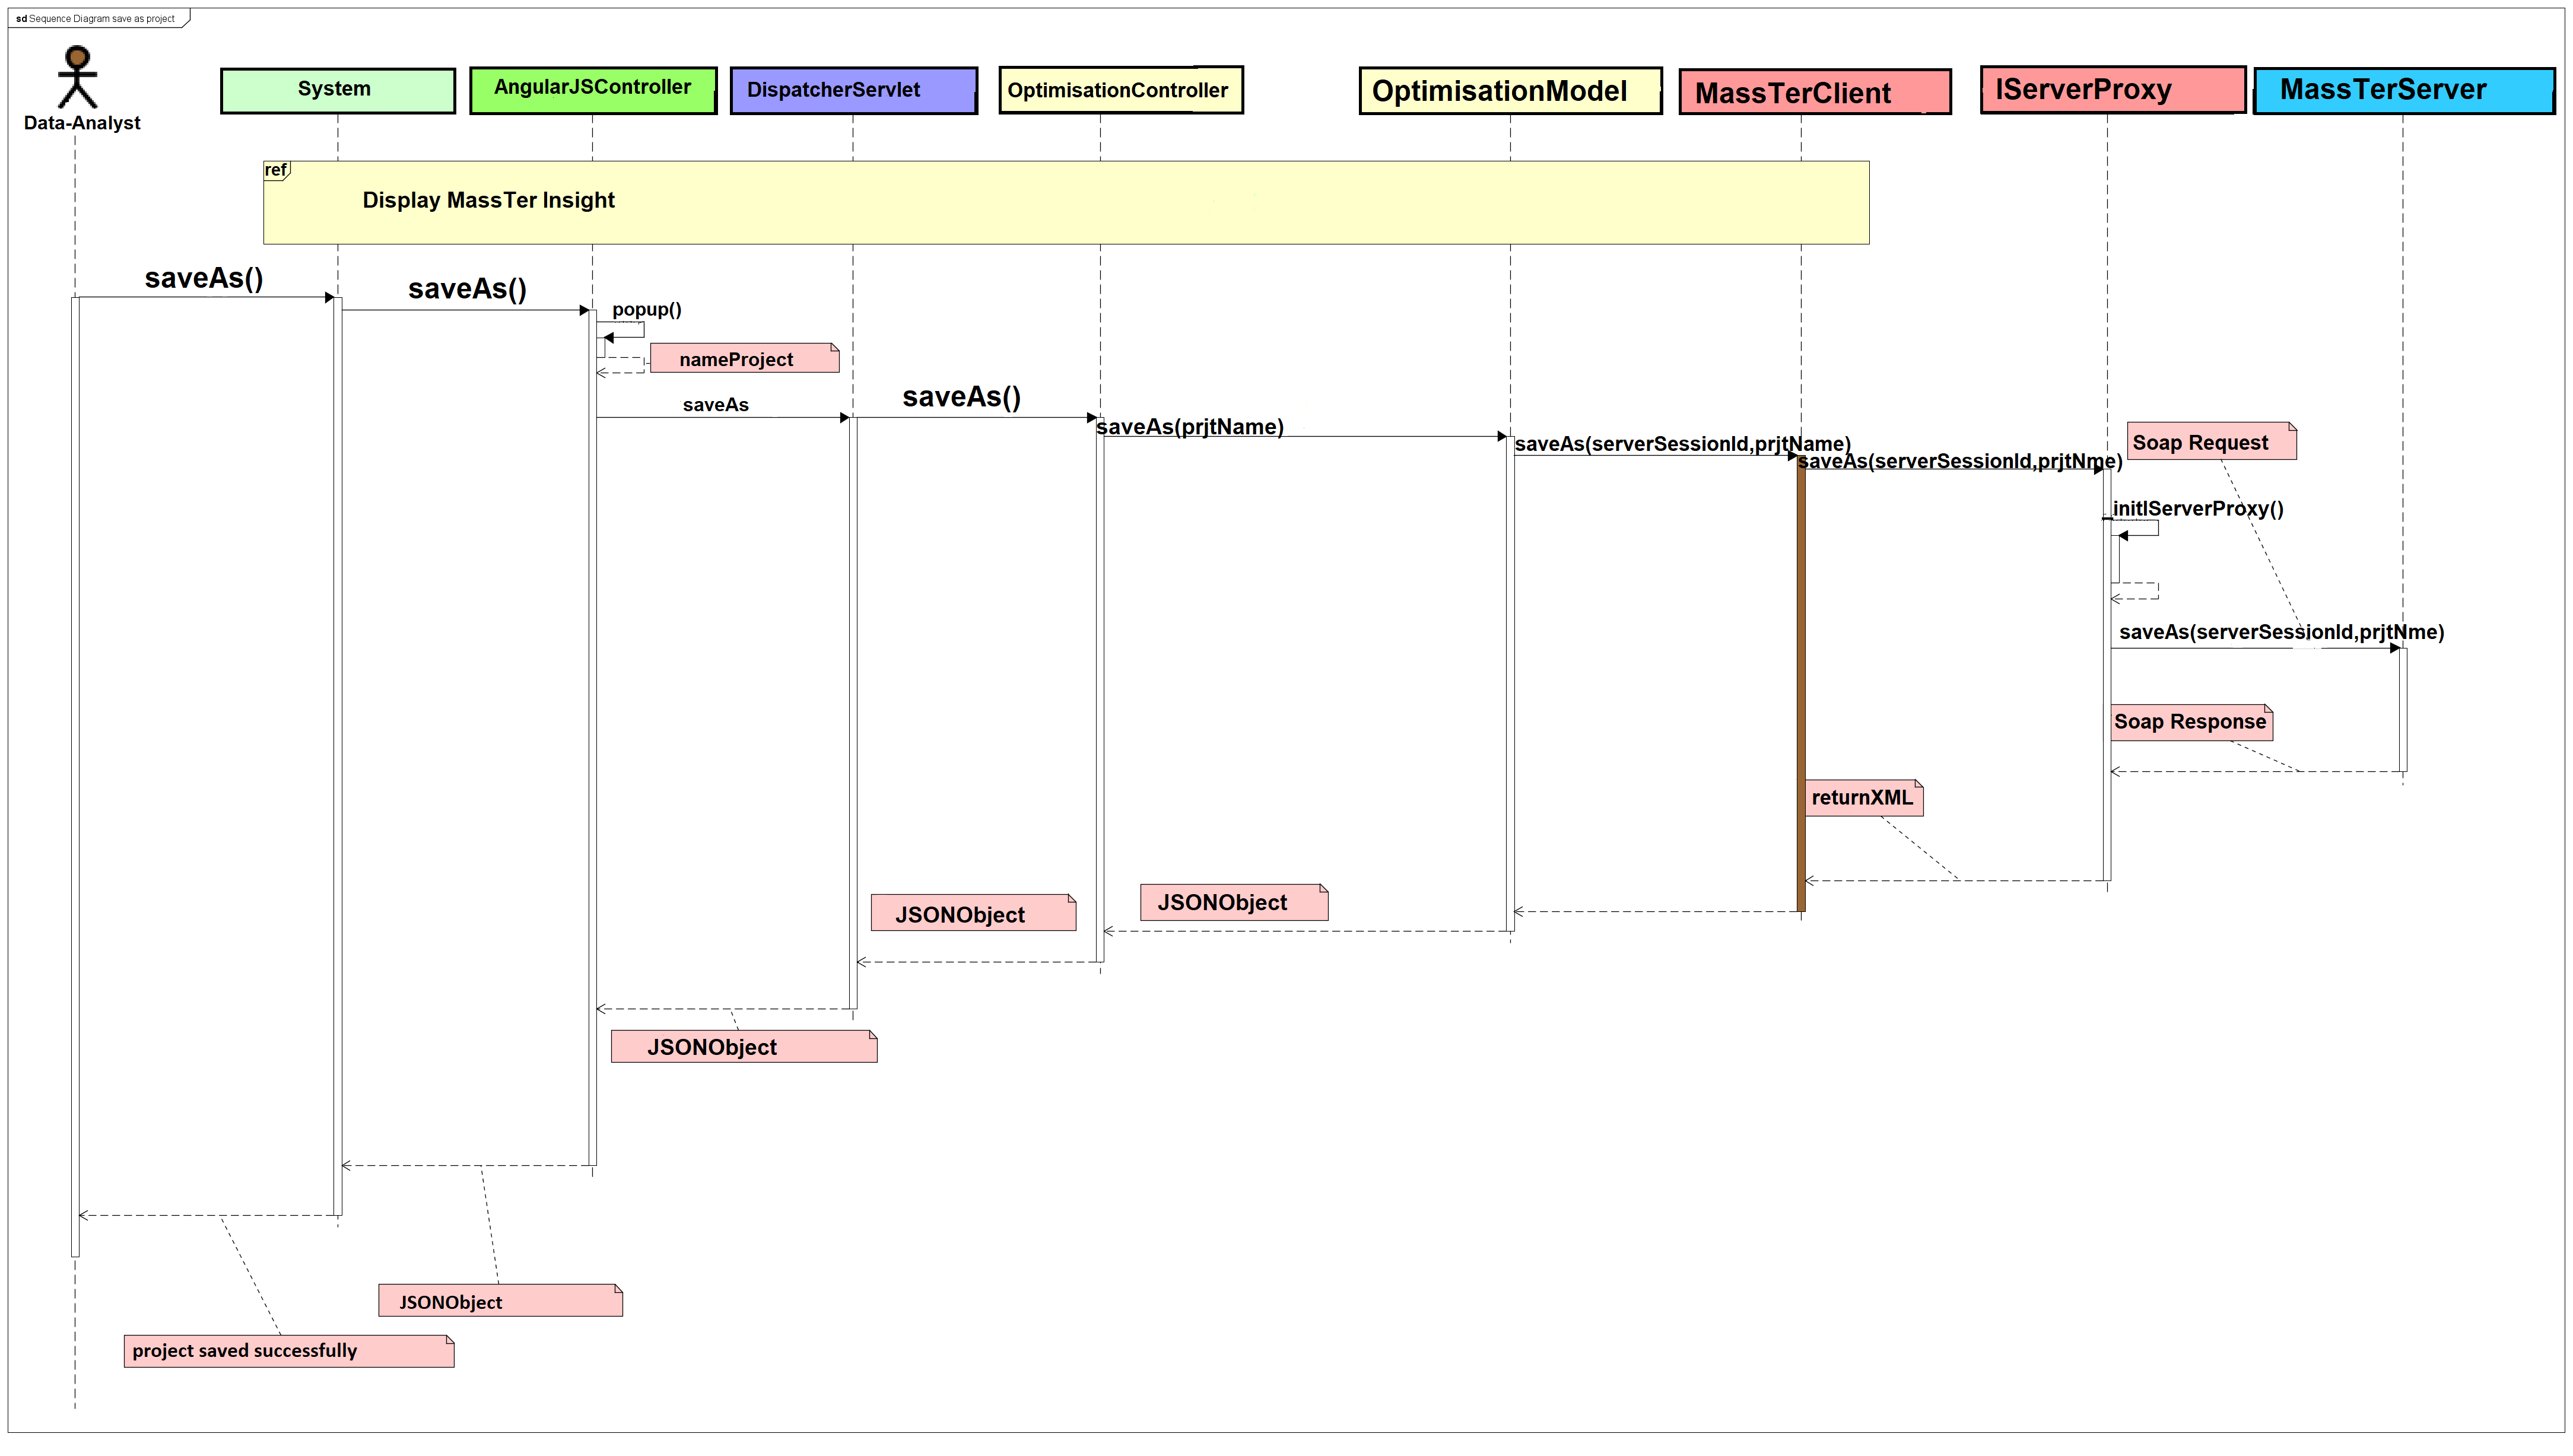 sd Sequence Diagram save as project
Data-Analyst
System
AngularJSController
DispatcherServlet
OptimisationController
OptimisationModel
MassTerClient
IServerProxy
MassTerServer
ref
Display MassTer Insight
saveAs()
saveAs()
popup()
nameProject
saveAs
saveAs()
saveAs(prjtName)
saveAs(serverSessionId,prjtName)
saveAs(serverSessionId,prjtNme)
Soap Request
initIServerProxy()
saveAs(serverSessionId,prjtNme)
Soap Response
returnXML
JSONObject
JSONObject
JSONObject
JSONObject
project saved successfully